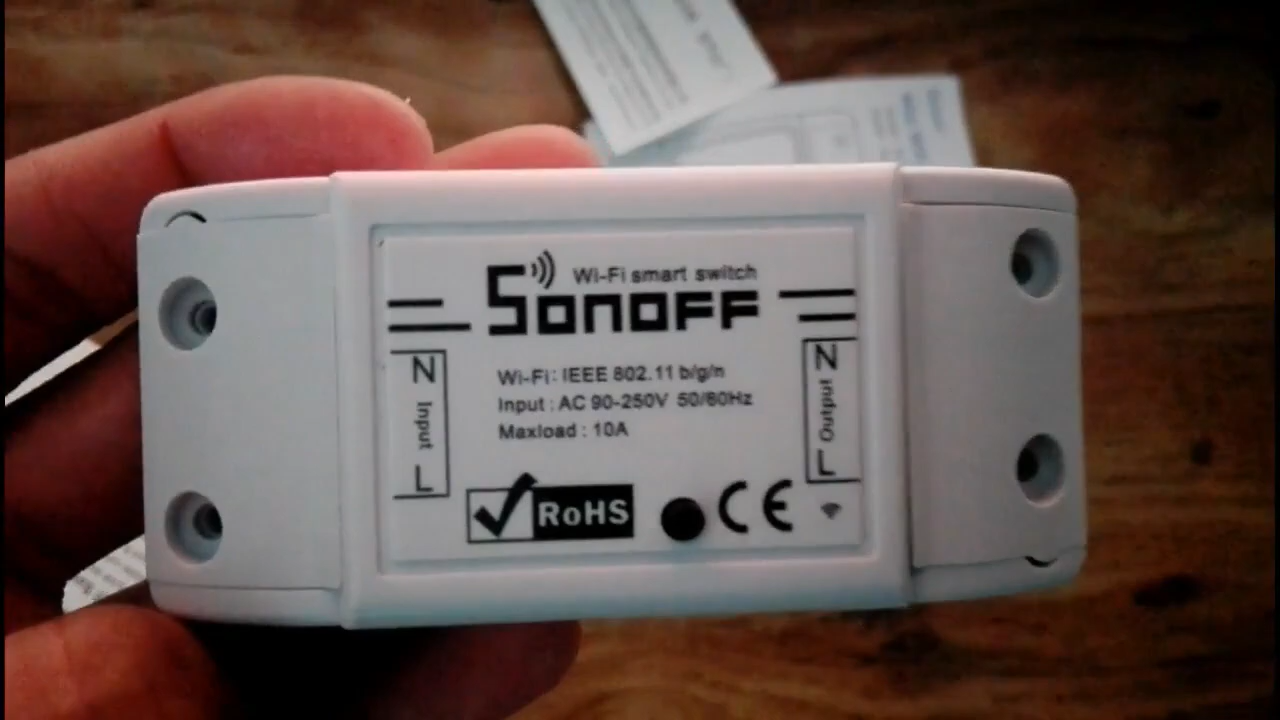 Wi-Fi smart switch
SONOFF
N
Input
L
Wi-Fi: IEEE 802.11 b/g/n
Input : AC 90-250V 50/60Hz
Maxload : 10A
N
Output
L
RoHS
CE